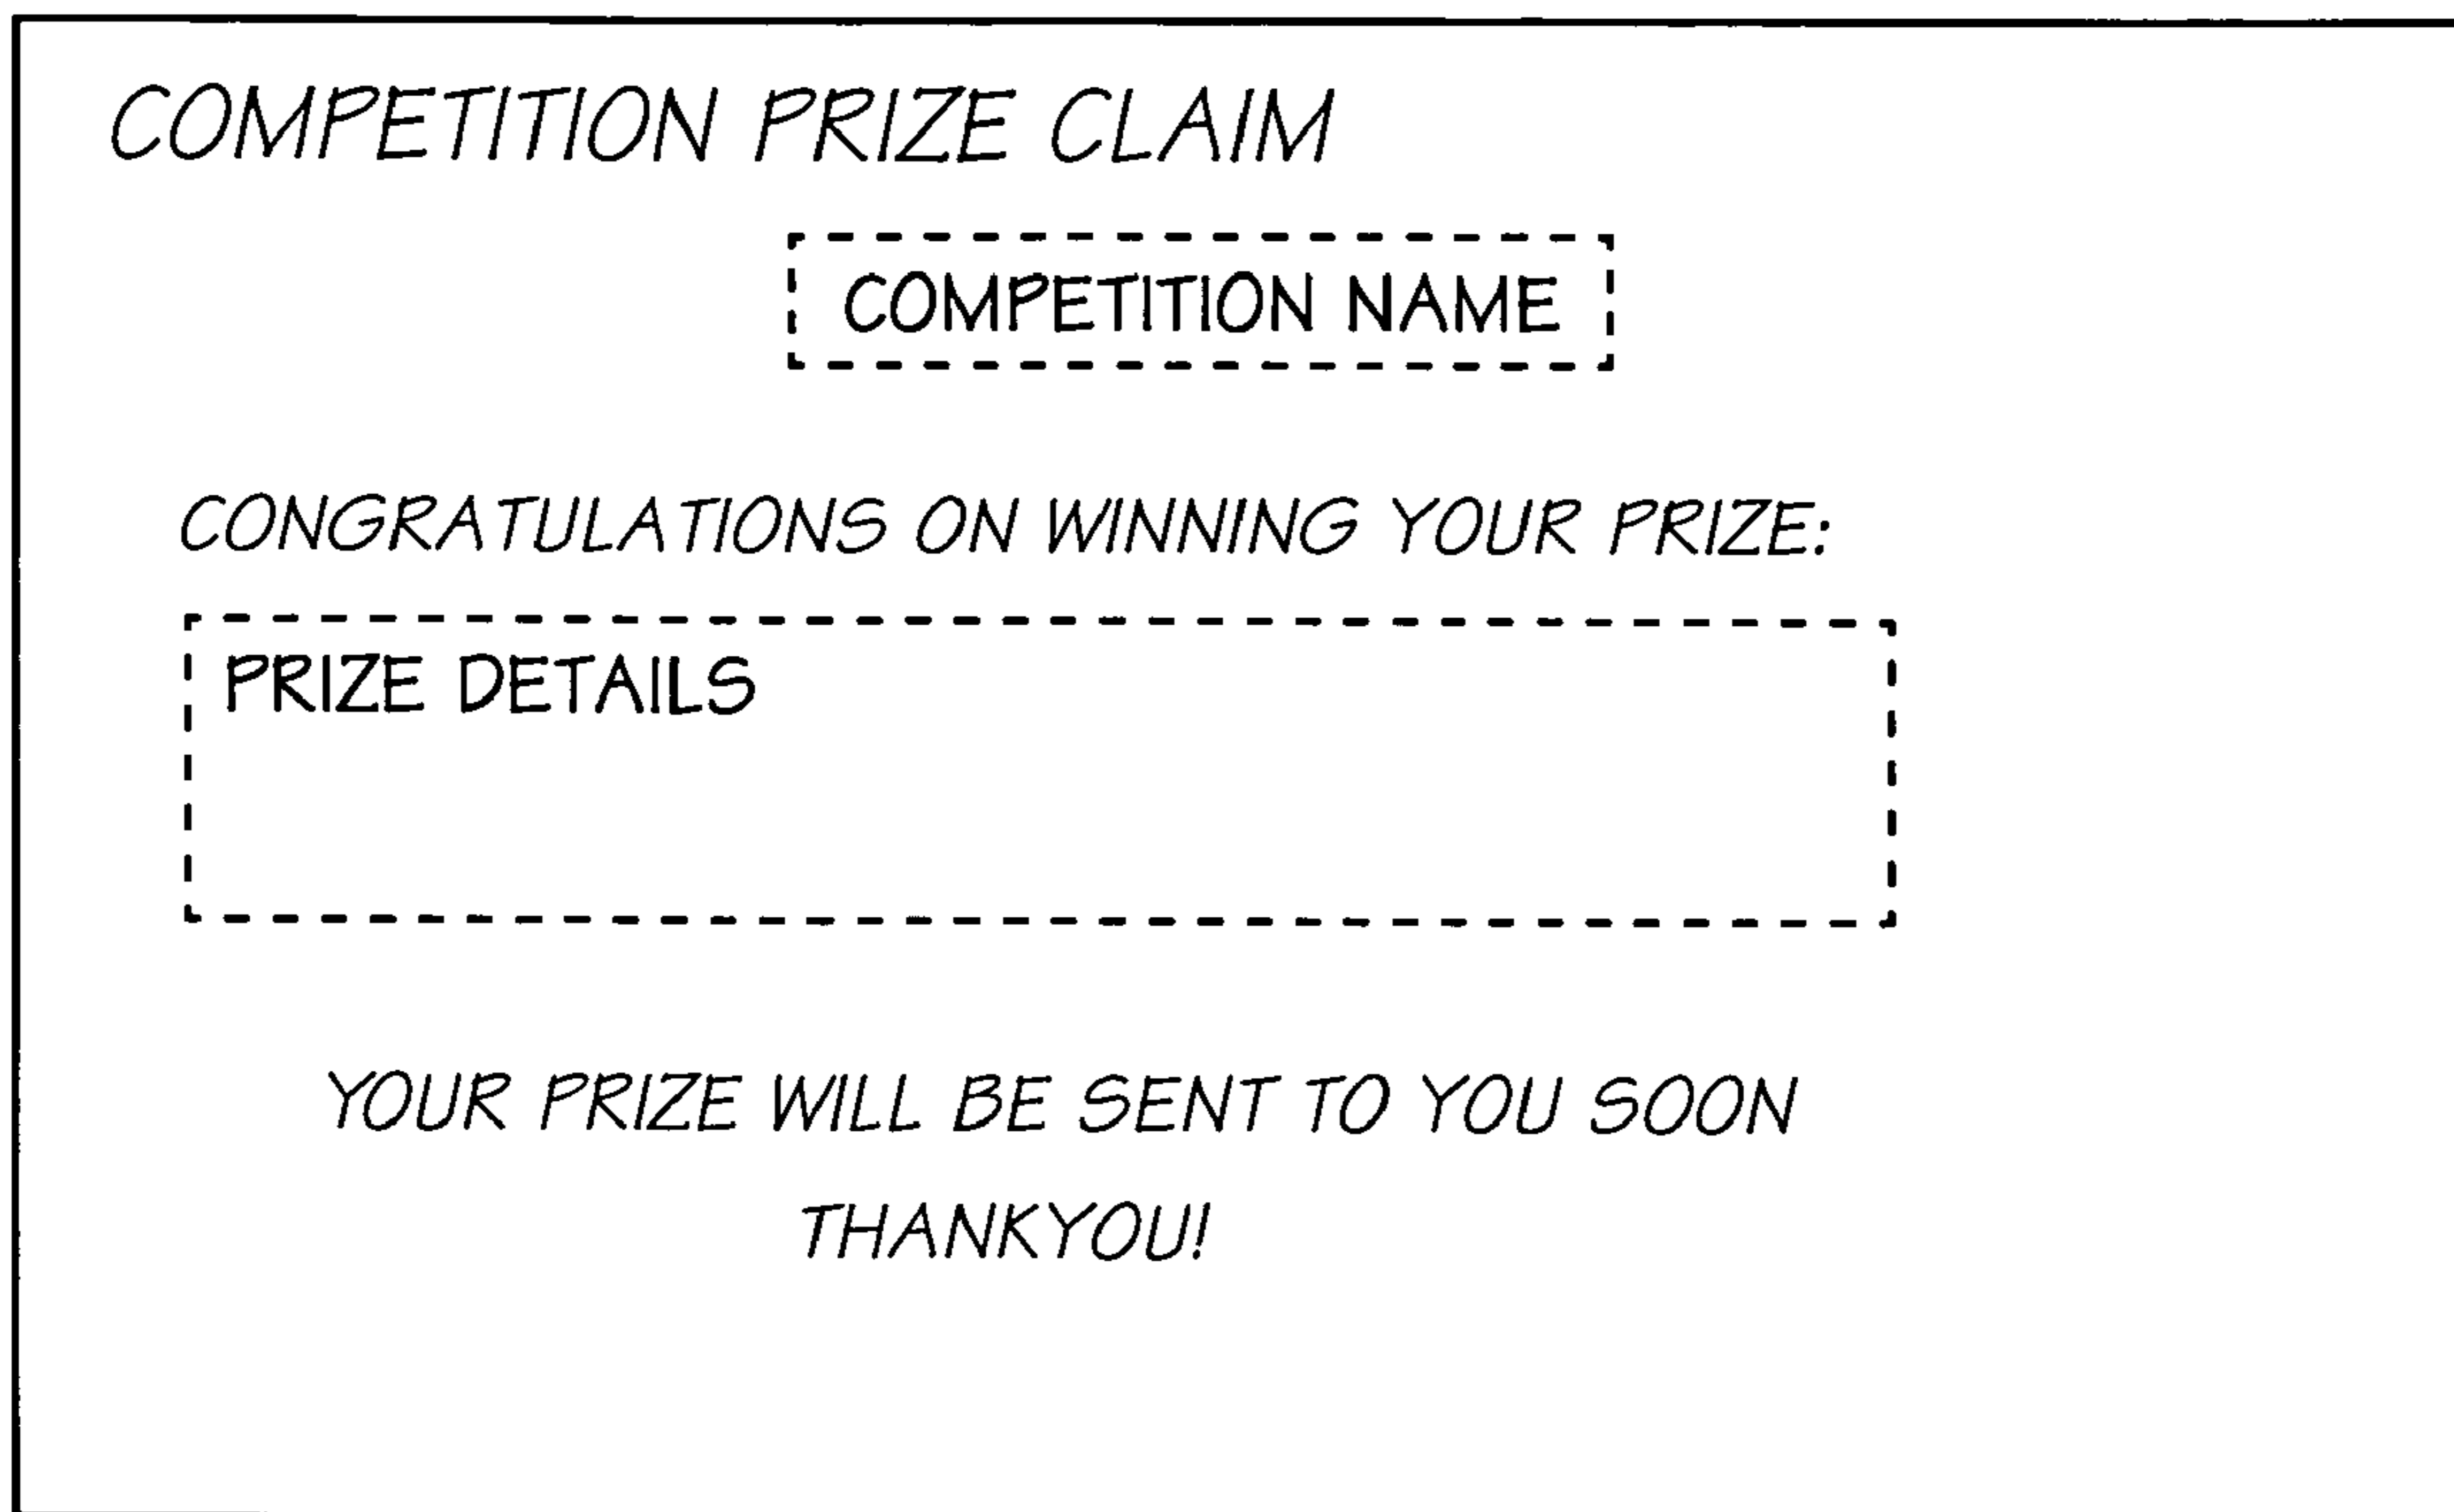 COMPETITION PRIZE CLAIM
COMPETITION NAME
CONGRATULATIONS ON WINNING YOUR PRIZE:
PRIZE DETAILS
YOUR PRIZE WILL BE SENT TO YOU SOON
THANKYOU!